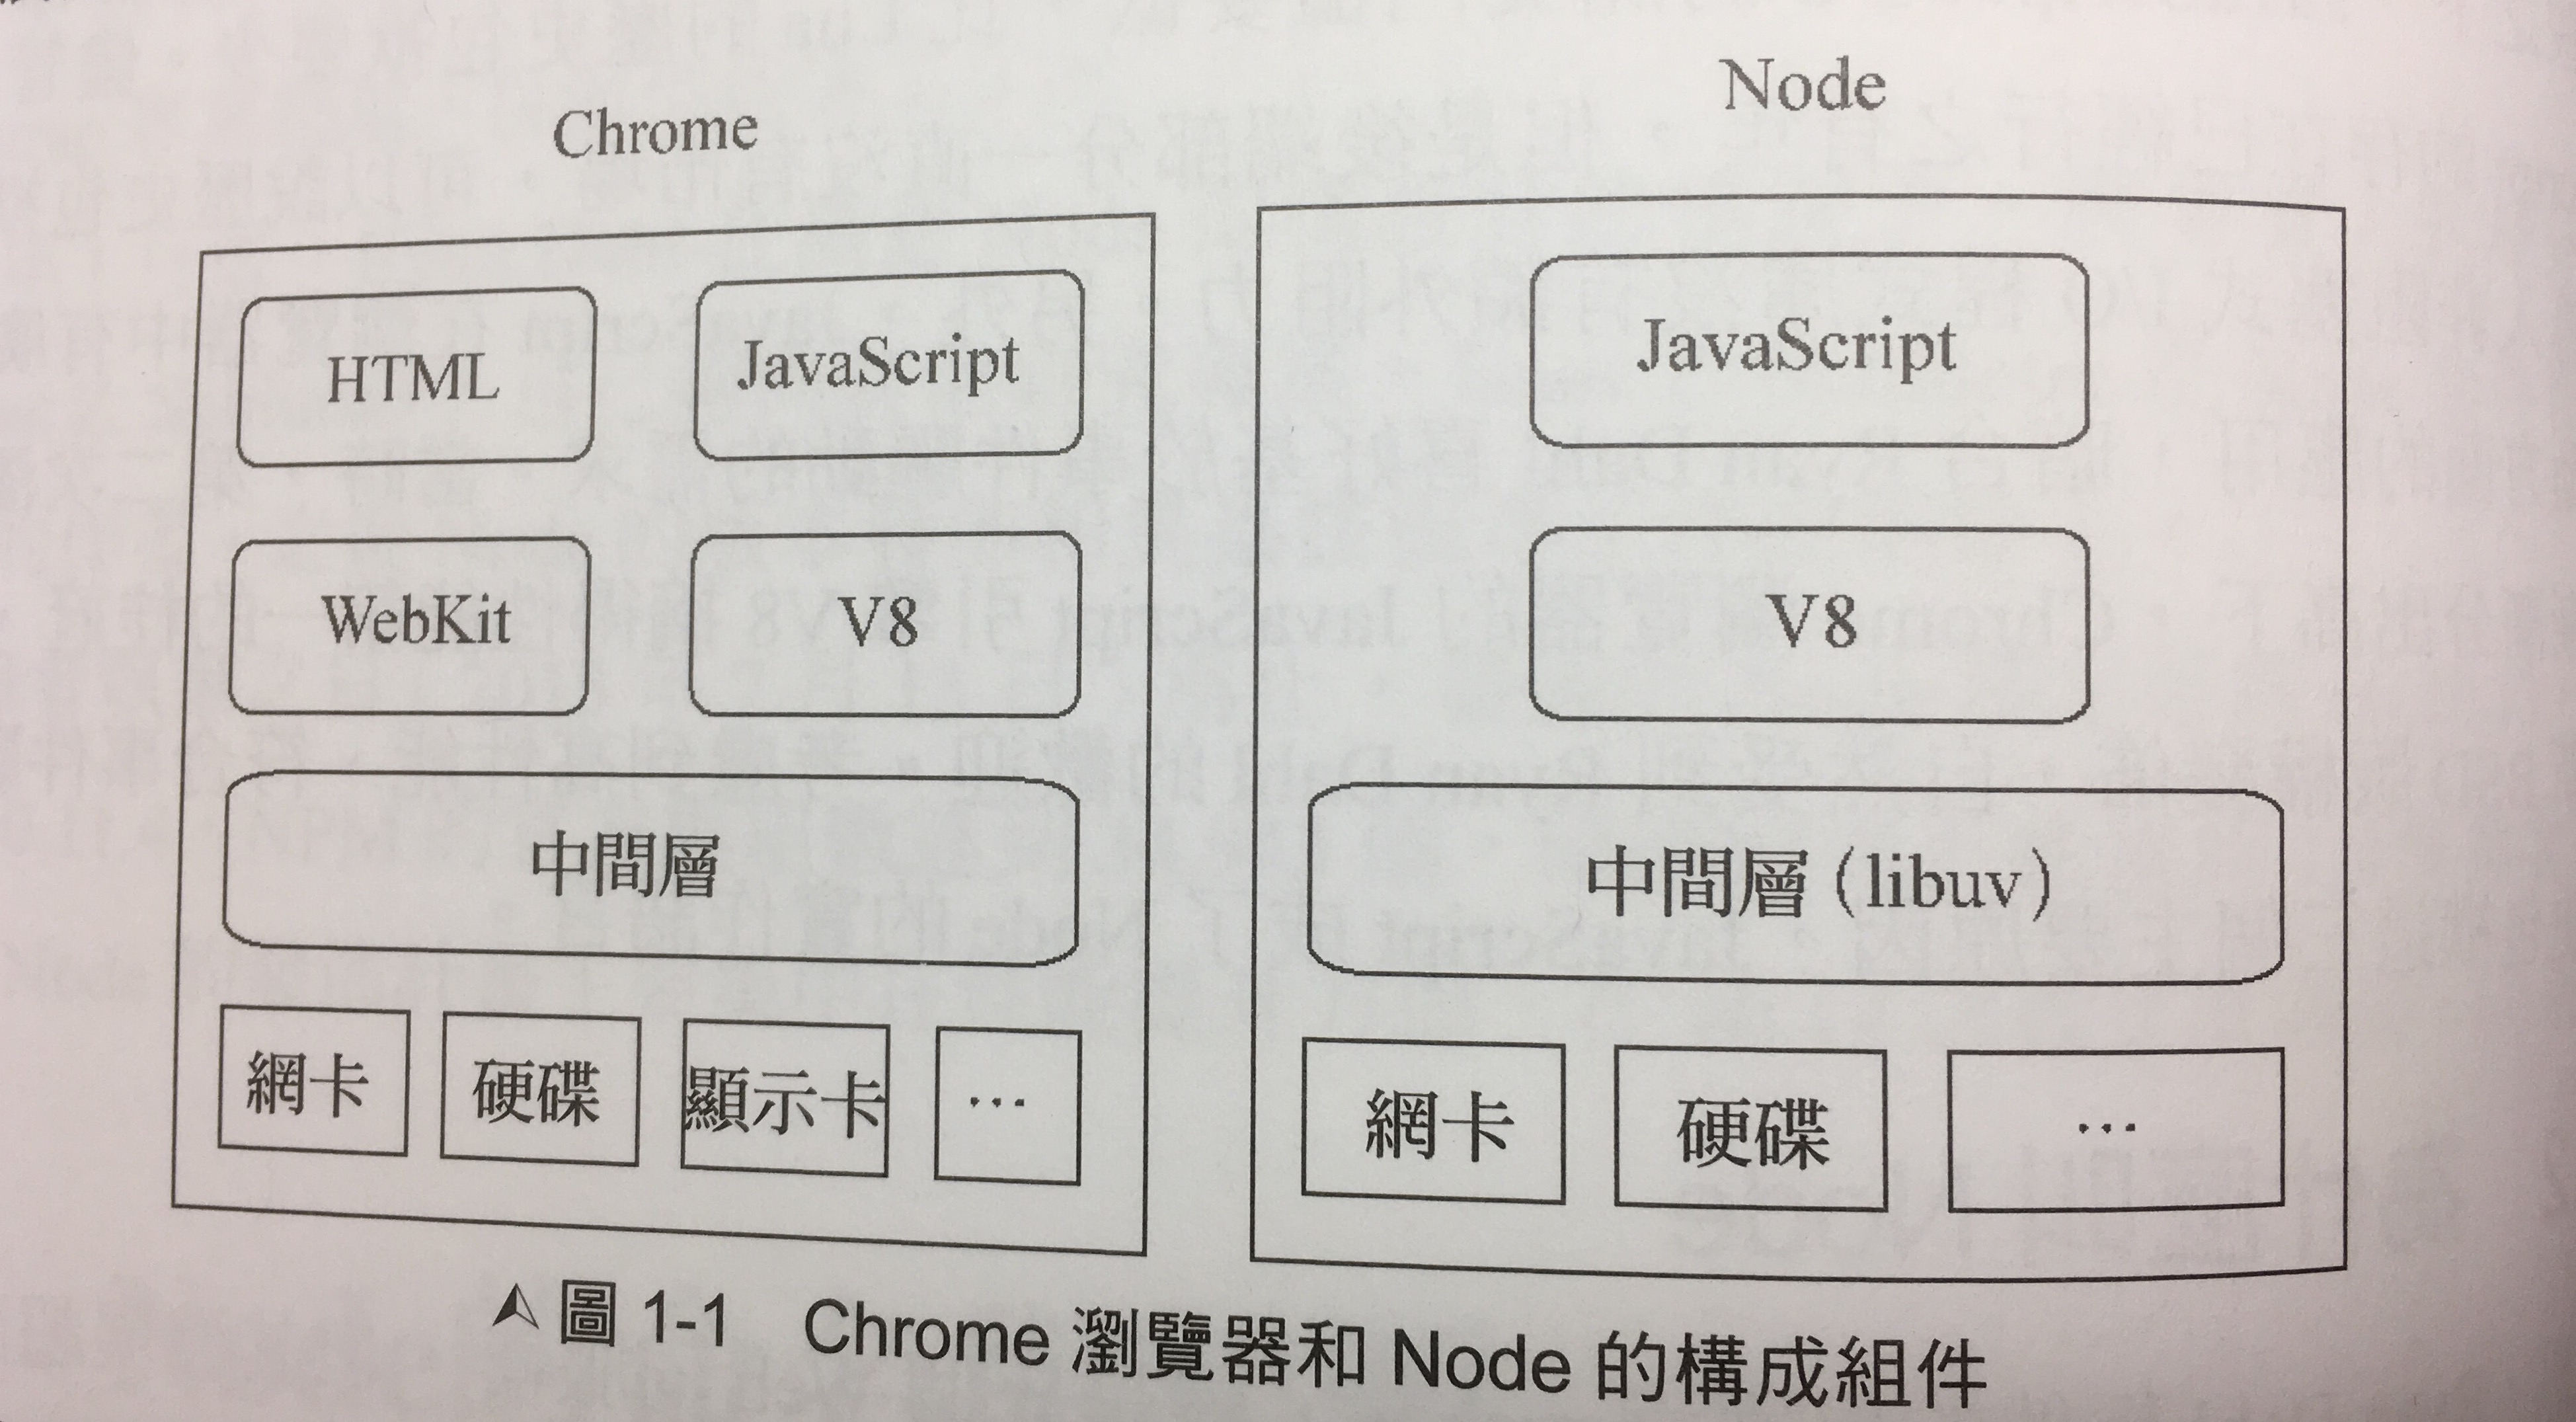 Chrome
HTML JavaScript
WebKit V8
中間層
網卡 硬碟 顯示卡 ...
Node
JavaScript
V8
中間層 (libuv)
網卡 硬碟 ...
圖 1-1 Chrome 瀏覽器和 Node 的構成組件